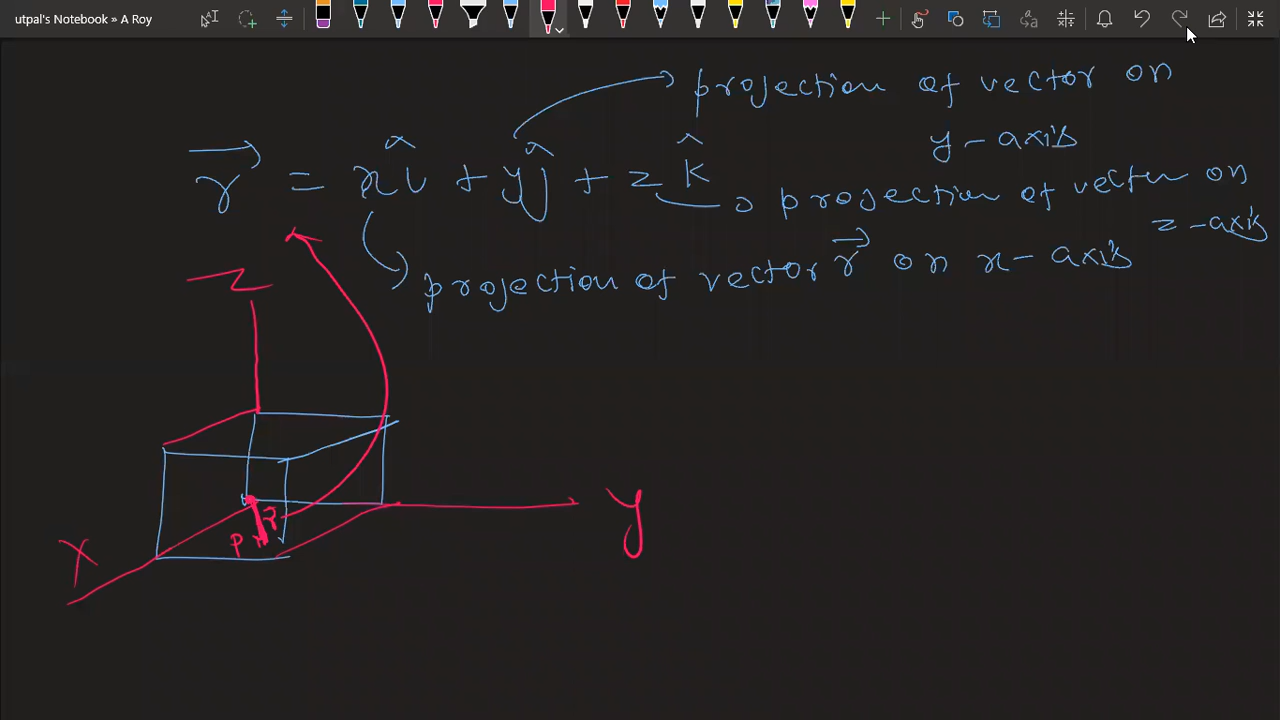 utpal's Notebook » A Roy
projection of vector on
y-axis
r⃗ = xî + yĵ + zk̂
projection of vector on
z-axis
projection of vector r⃗ on x-axis
Z
X
Y
P
r⃗